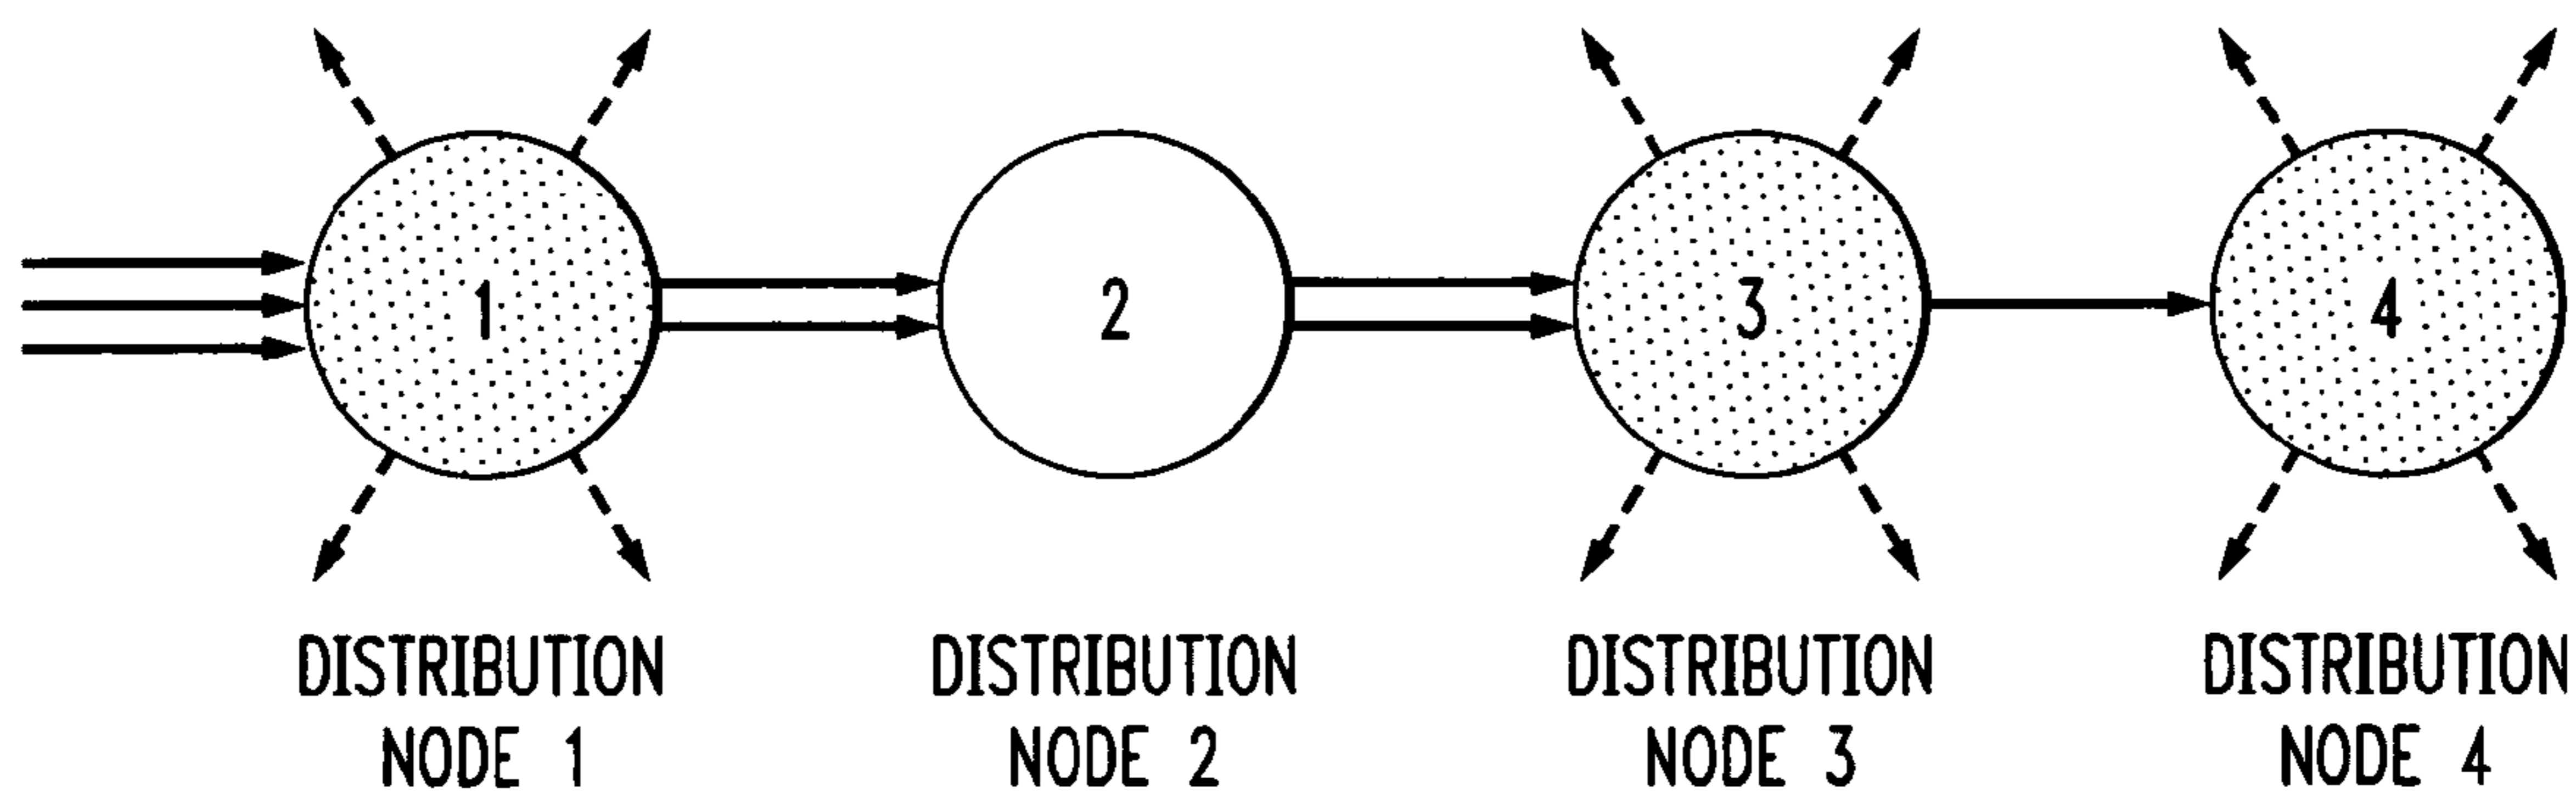 1
2
3
4
DISTRIBUTION
NODE 1
DISTRIBUTION
NODE 2
DISTRIBUTION
NODE 3
DISTRIBUTION
NODE 4